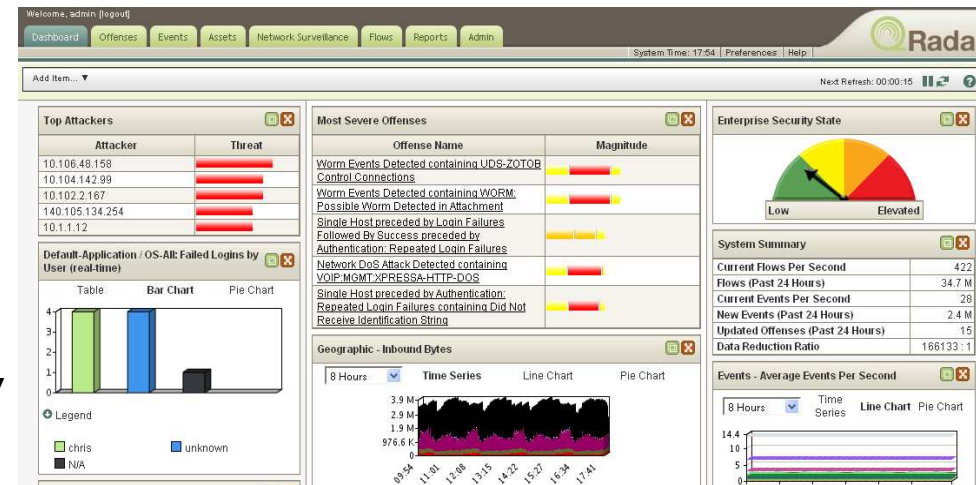 Welcome, admin [logout]
Dashboard Offenses Events Assets Network Surveillance Flows Reports Admin
System Time: 17:54 Preferences Help
QRada
Add Item... ▼
Next Refresh: 00:00:15
Top Attackers
Attacker Threat
10.106.48.158
10.104.142.99
10.102.2.167
140.105.134.254
10.1.1.12
Default-Application / OS-All: Failed Logins by
User (real-time)
Table Bar Chart Pie Chart
4
3
2
1
0
Legend
chris unknown
N/A
Most Severe Offenses
Offense Name Magnitude
Worm Events Detected containing UDS-ZOTOB
Control Connections
Worm Events Detected containing WORM:
Possible Worm Detected in Attachment
Single Host preceded by Login Failures
Followed By Success preceded by
Authentication: Repeated Login Failures
Network DoS Attack Detected containing
VOIP:MGMT:XPRESSA-HTTP-DOS
Single Host preceded by Authentication:
Repeated Login Failures containing Did Not
Receive Identification String
Geographic - Inbound Bytes
8 Hours Time Series Line Chart Pie Chart
3.9 M
2.9 M
1.9 M
976.6 K
0
09:54 11:01 12:08 13:15 14:22 15:27 16:34 17:41
Enterprise Security State
Low Elevated
System Summary
Current Flows Per Second 422
Flows (Past 24 Hours) 34.7 M
Current Events Per Second 28
New Events (Past 24 Hours) 2.4 M
Updated Offenses (Past 24 Hours) 15
Data Reduction Ratio 166133 : 1
Events - Average Events Per Second
8 Hours Time Series Line Chart Pie Chart
14.4
10
5
0